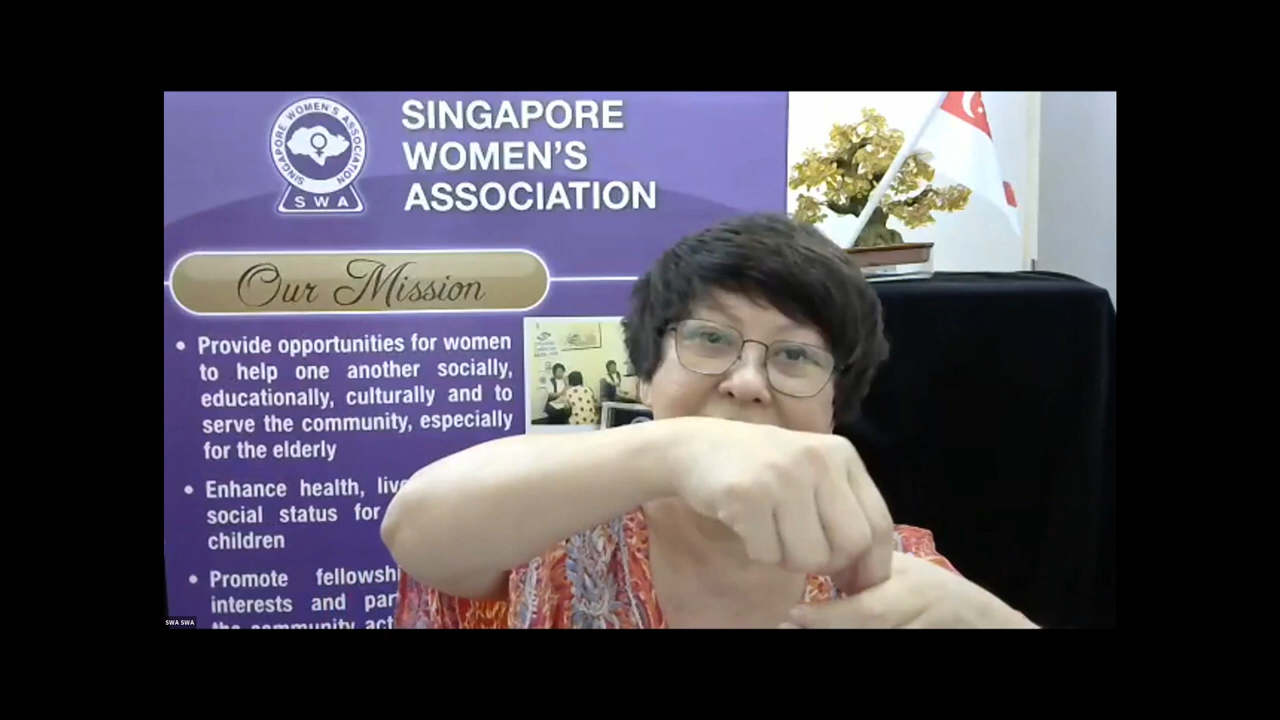 SINGAPORE WOMEN'S ASSOCIATION
SWA
SINGAPORE
WOMEN'S
ASSOCIATION
Our Mission
• Provide opportunities for women
to help one another socially,
educationally, culturally and to
serve the community, especially
for the elderly
• Enhance health,
social status for
children
• Promote
interests and
the community
SWA SWA